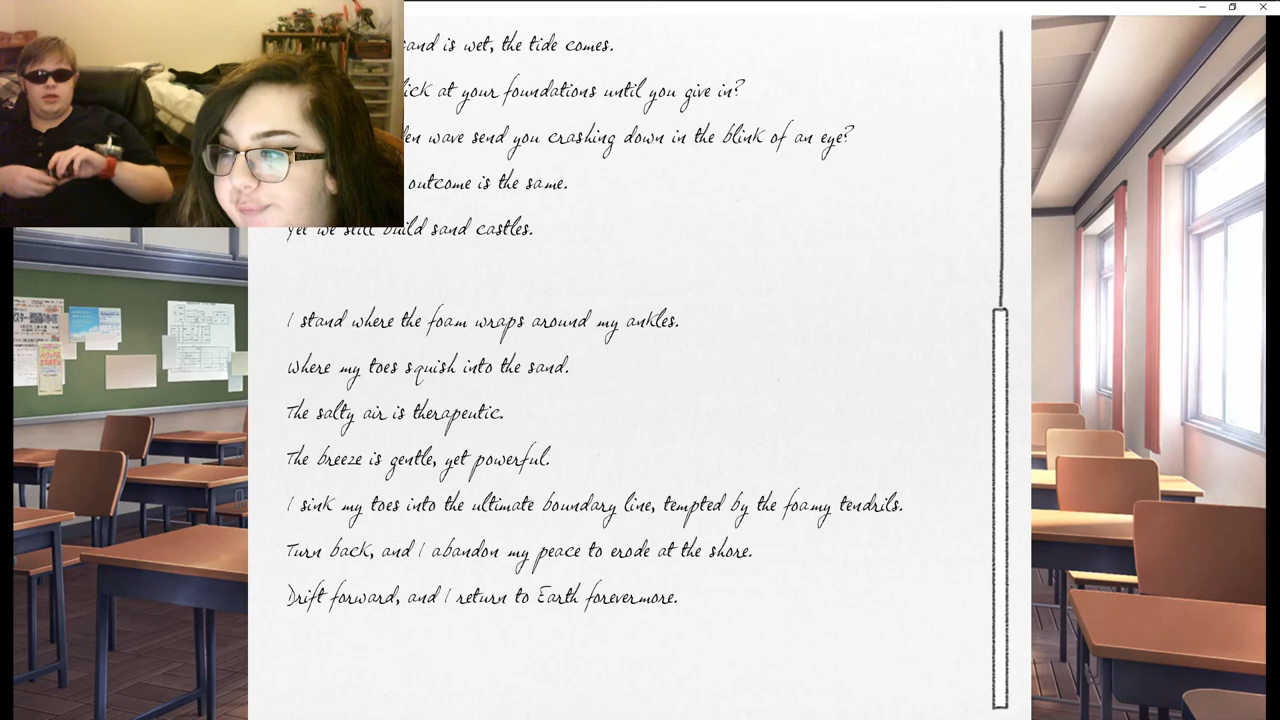 sand is wet, the tide comes.
lick at your foundations until you give in?
wave send you crashing down in the blink of an eye?
outcome is the same.
Yet we still build sand castles.
I stand where the foam wraps around my ankles.
Where my toes squish into the sand.
The salty air is therapeutic.
The breeze is gentle, yet powerful.
I sink my toes into the ultimate boundary line, tempted by the foamy tendrils.
Turn back, and I abandon my peace to erode at the shore.
Drift forward, and I return to Earth forevermore.